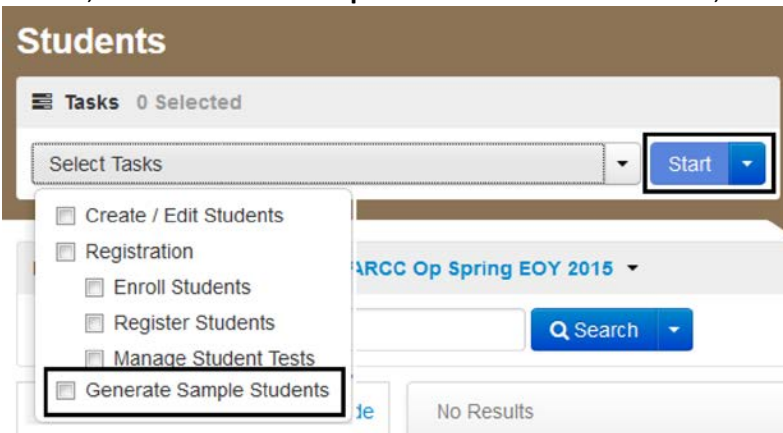 Students
Tasks 0 Selected
Select Tasks
Start
Create / Edit Students
Registration
ARCC Op Spring EOY 2015
Enroll Students
Register Students
Search
Manage Student Tests
Generate Sample Students
de
No Results